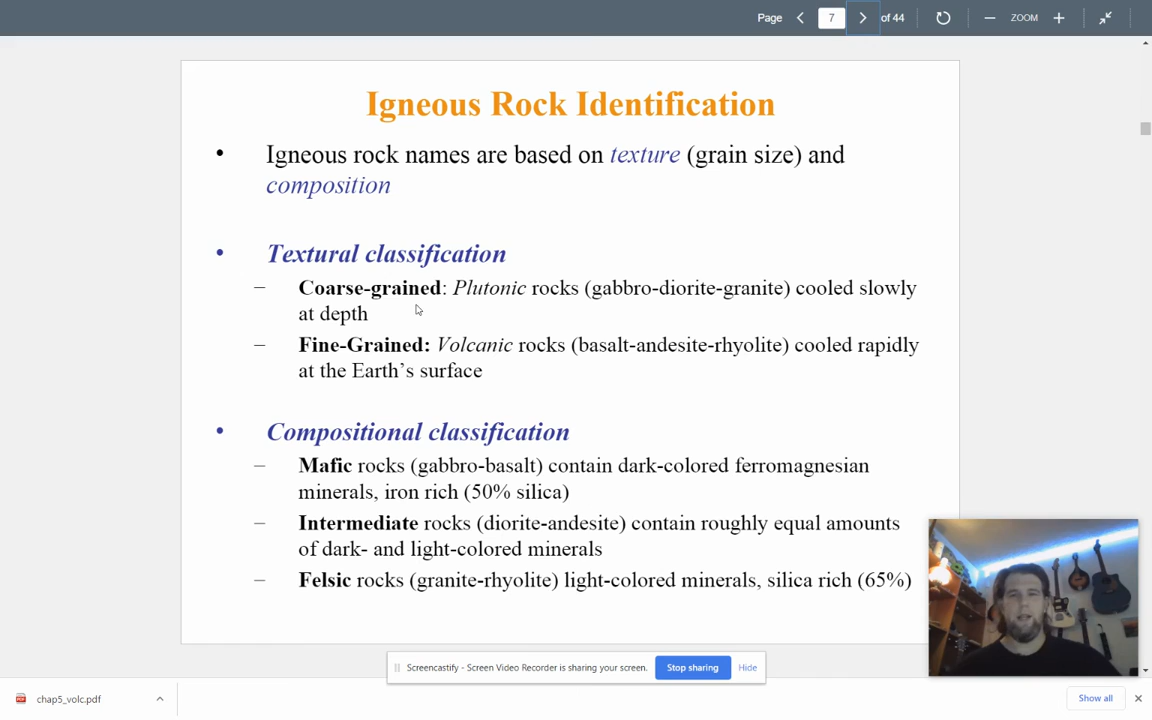 Page 7 of 44 ZOOM
Igneous Rock Identification
• Igneous rock names are based on texture (grain size) and
composition
• Textural classification
– Coarse-grained: Plutonic rocks (gabbro-diorite-granite) cooled slowly
at depth
– Fine-Grained: Volcanic rocks (basalt-andesite-rhyolite) cooled rapidly
at the Earth’s surface
• Compositional classification
– Mafic rocks (gabbro-basalt) contain dark-colored ferromagnesian
minerals, iron rich (50% silica)
– Intermediate rocks (diorite-andesite) contain roughly equal amounts
of dark- and light-colored minerals
– Felsic rocks (granite-rhyolite) light-colored minerals, silica rich (65%)
Screencastify - Screen Video Recorder is sharing your screen. Stop sharing Hide
chap5_volc.pdf Show all